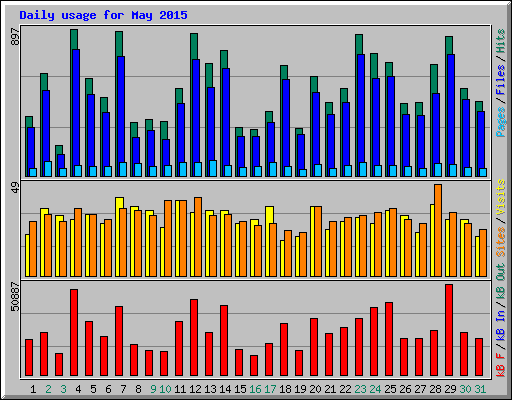 Daily usage for May 2015
897
Pages / Files / Hits
49
Sites / Visits
50887
kB F / kB In / kB Out
1 2 3 4 5 6 7 8 9 10 11 12 13 14 15 16 17 18 19 20 21 22 23 24 25 26 27 28 29 30 31